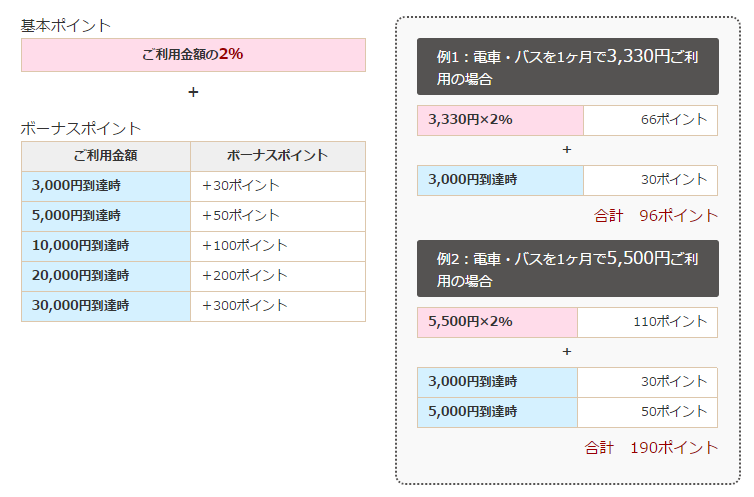 基本ポイント
ご利用金額の2%
+
ボーナスポイント
ご利用金額 ボーナスポイント
3,000円到達時 +30ポイント
5,000円到達時 +50ポイント
10,000円到達時 +100ポイント
20,000円到達時 +200ポイント
30,000円到達時 +300ポイント
例1：電車・バスを1ヶ月で3,330円ご利
用の場合
3,330円×2% 66ポイント
+
3,000円到達時 30ポイント
合計 96ポイント
例2：電車・バスを1ヶ月で5,500円ご利
用の場合
5,500円×2% 110ポイント
+
3,000円到達時 30ポイント
5,000円到達時 50ポイント
合計 190ポイント